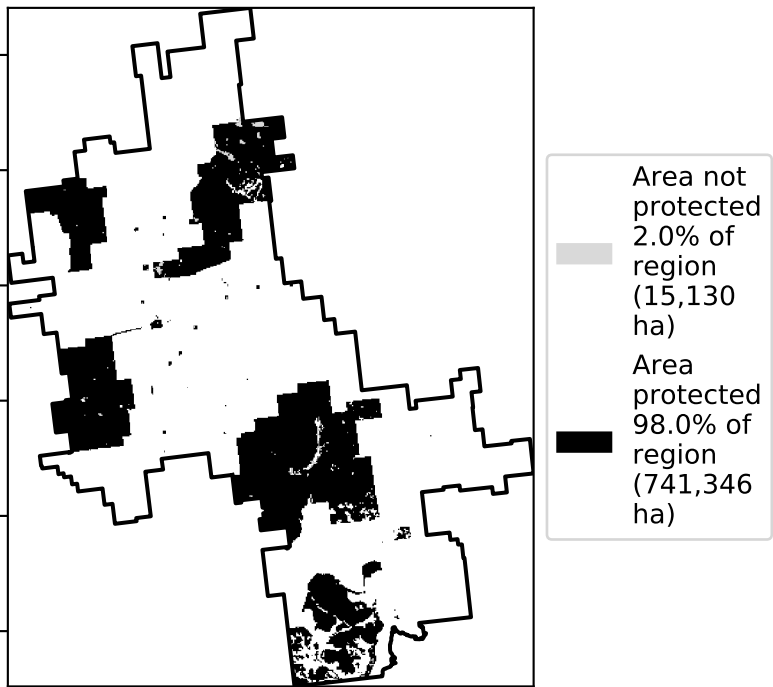 Area not
protected
2.0% of
region
(15,130
ha)
Area
protected
98.0% of
region
(741,346
ha)